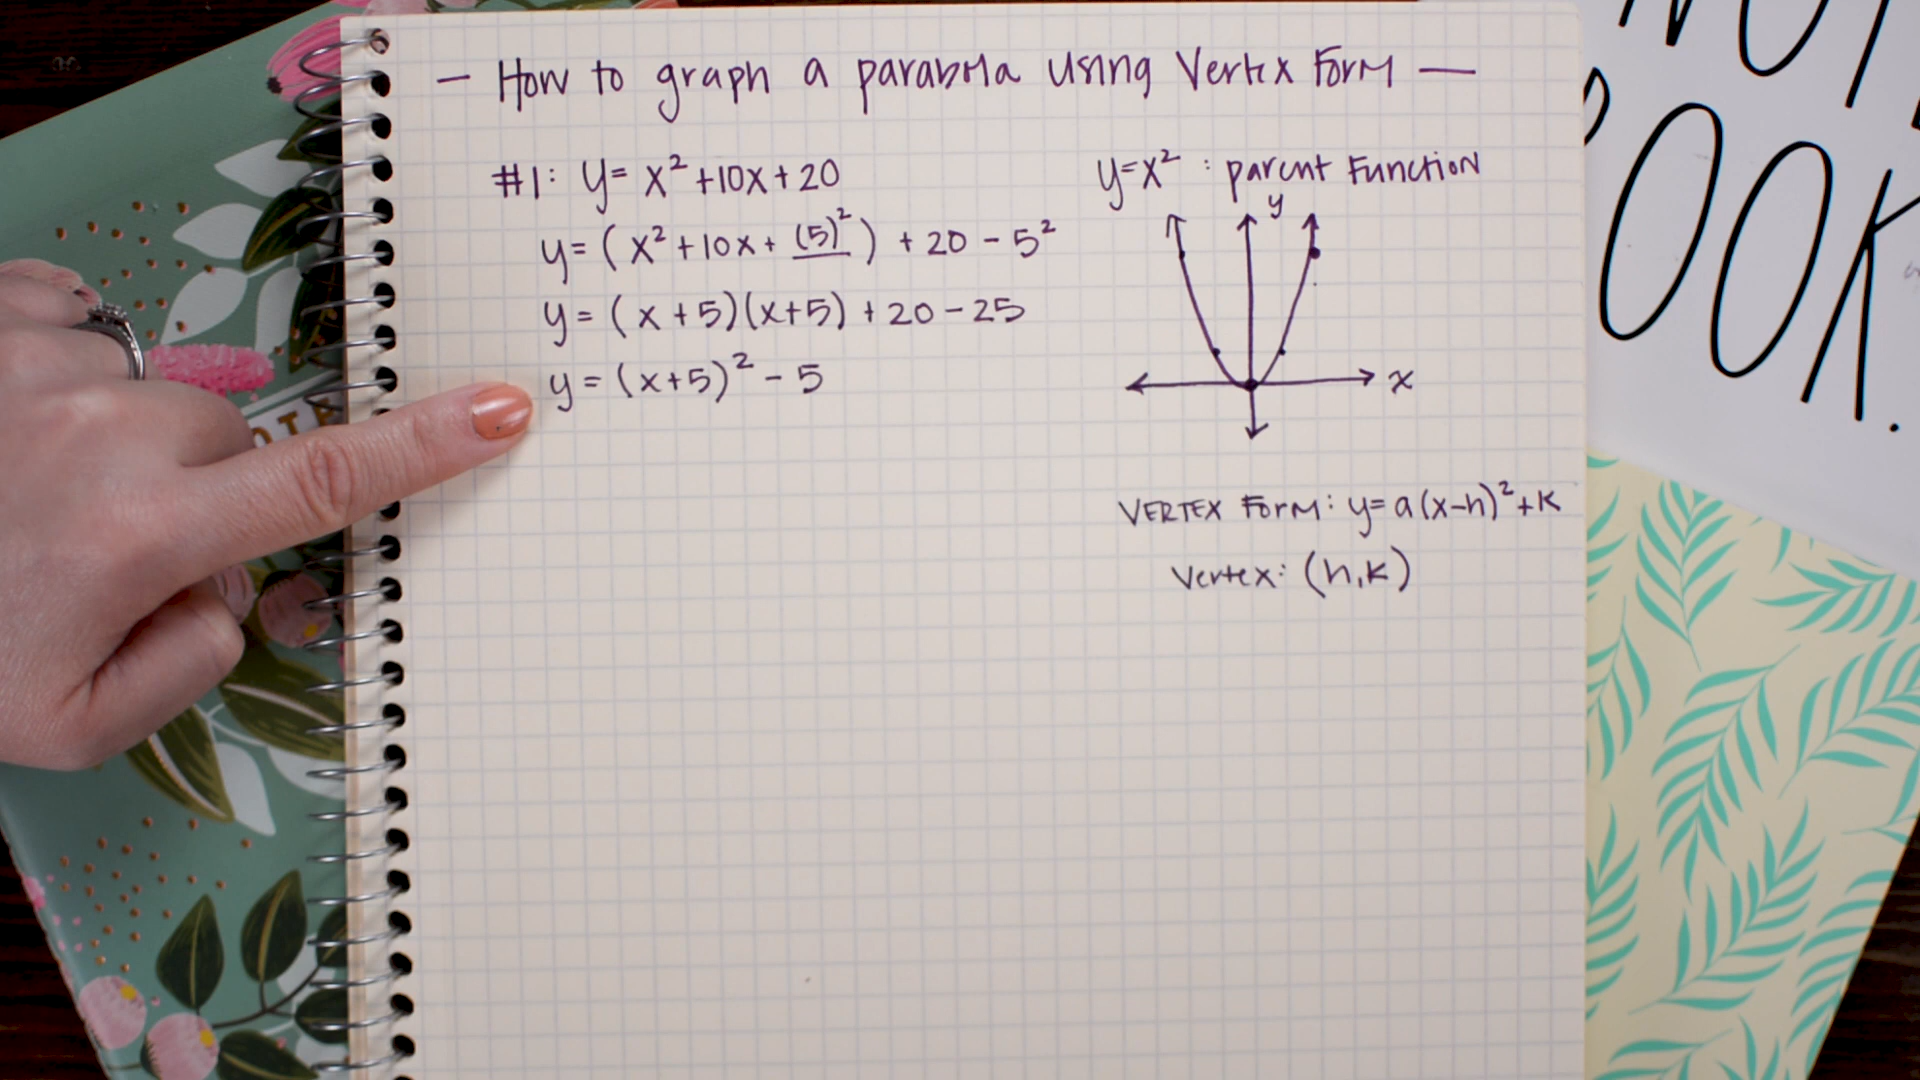 — How to graph a parabola using Vertex Form —
#1: y= x² +10x + 20
y= ( x² + 10x + (5)² ) + 20 - 5²
y= ( x + 5)(x+5) + 20 - 25
y = (x+5)² - 5
y=x² : parent Function
y
x
VERTEX Form: y= a(x-h)²+k
Vertex: (h,k)
OOK.